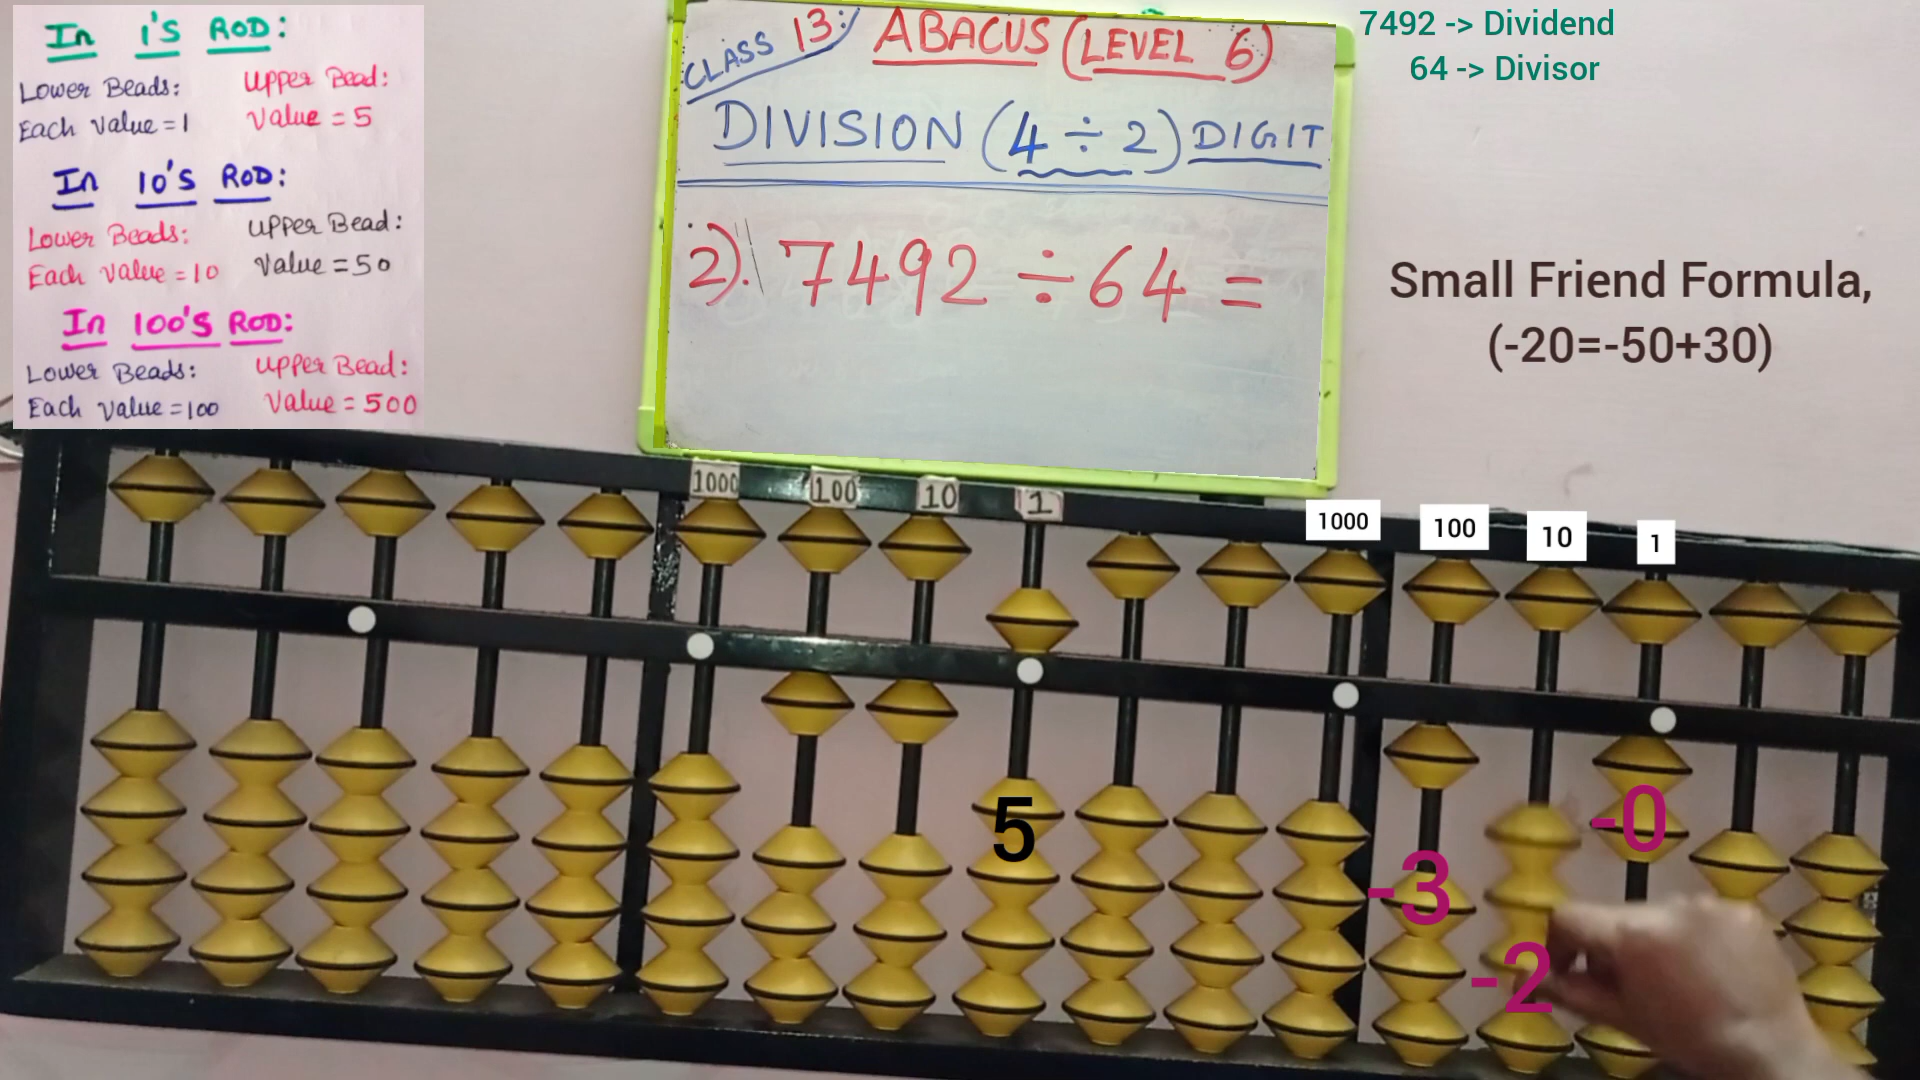 In 1's ROD:
Lower Beads:
Each value = 1
Upper Bead:
Value = 5
In 10's ROD:
Lower Beads:
Each value = 10
Upper Bead:
Value = 50
In 100's ROD:
Lower Beads:
Each value = 100
Upper Bead:
Value = 500
CLASS 13: ABACUS (LEVEL 6)
DIVISION (4 ÷ 2) DIGIT
2). 7492 ÷ 64 =
7492 -> Dividend
64 -> Divisor
Small Friend Formula,
(-20=-50+30)
1000 100 10 1
1000 100 10 1
5
-0
-3
-2